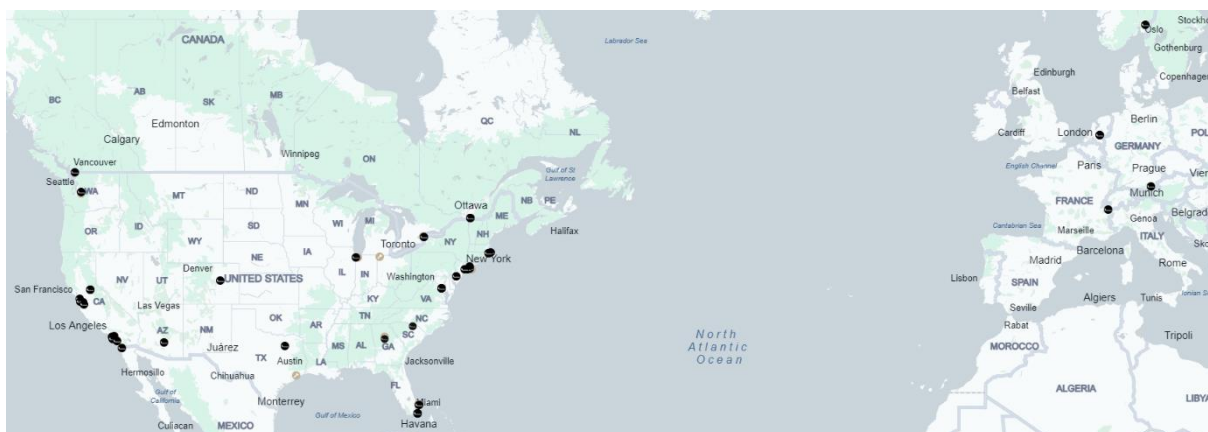 Stockho
Oslo
Labrador Sea
CANADA
Gothenburg
Edinburgh
Copenhagen
Belfast
AB
MB
BC
SK
Berlin
Edmonton
QC
Cardiff
London
POL
Calgary
NL
GERMANY
Winnipeg
ON
Paris
Vancouver
English Channel
Prague
Gulf of St
Lawrence
Vien
Seattle
WA
MT
ND
NB
PE
Munich
MN
Ottawa
ME
FRANCE
OR
ID
SD
WI
MI
Halifax
Cantabrian Sea
Genoa
Belgrad
WY
Toronto
NY
NH
Marseille
ITALY
IA
Sko
NE
New York
Barcelona
Denver
UNITED STATES
IL
IN
Washington
Madrid
Rome
NV
UT
Lisbon
San Francisco
CA
KY
VA
SPAIN
Ionian S
Las Vegas
Algiers
Tunis
OK
TN
NC
Seville
Los Angeles
AZ
NM
AR
SC
North
Atlantic
Ocean
Rabat
Tripoli
Juárez
TX
MS
AL
GA
MOROCCO
Austin
LA
Jacksonville
Hermosillo
Chihuahua
FL
ALGERIA
Gulf of
California
LIBYA
Monterrey
Miami
Gulf of Mexico
Culiacan
MEXICO
Havana